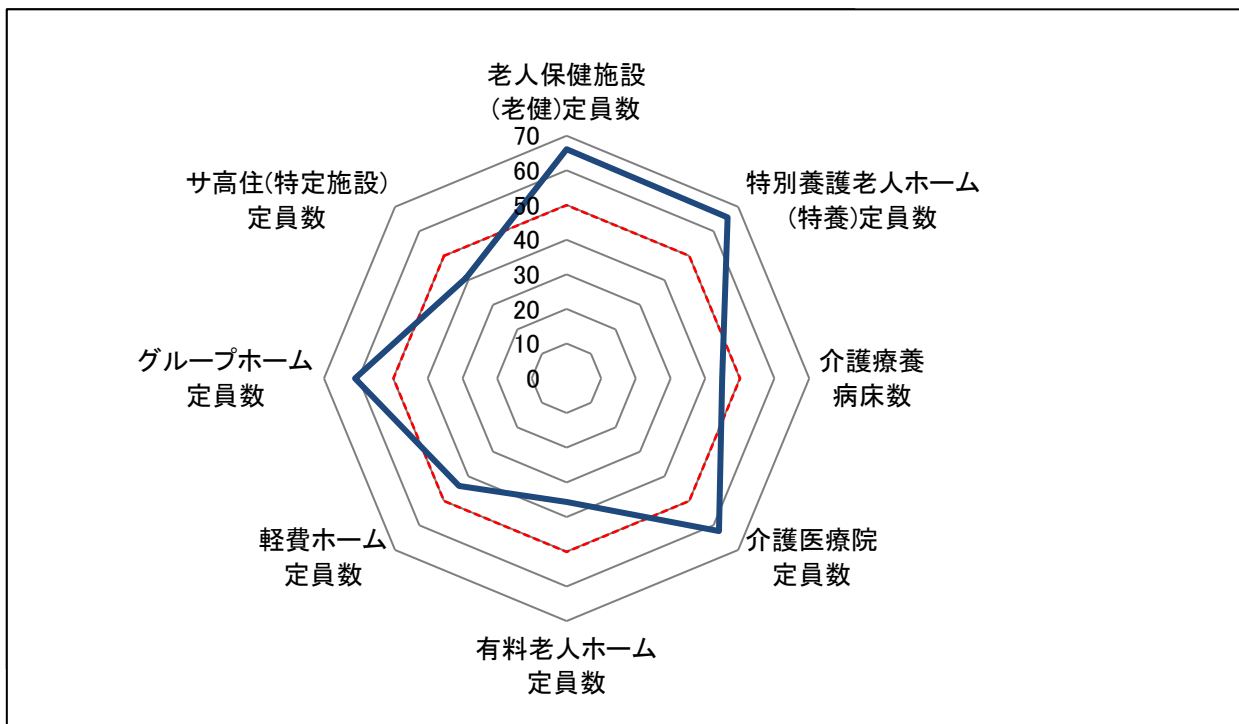 老人保健施設
(老健)定員数
特別養護老人ホーム
(特養)定員数
介護療養
病床数
介護医療院
定員数
有料老人ホーム
定員数
軽費ホーム
定員数
グループホーム
定員数
サ高住(特定施設)
定員数
70
60
50
40
30
20
10
0